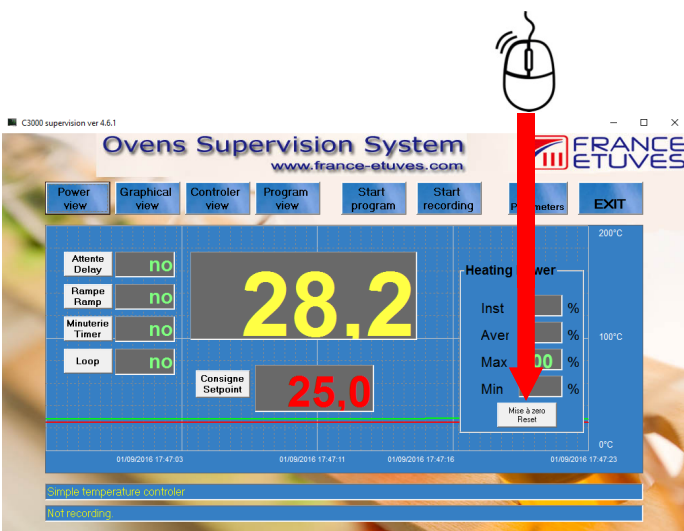 C3000 supervision ver 4.6.1
Ovens Supervision System
www.france-etuves.com
FRANCE
ETUVES
Power
view
Graphical
view
Controler
view
Program
view
Start
program
Start
recording
EXIT
Attente
Delay
no
Rampe
Ramp
no
Minuterie
Timer
no
Loop
no
28,2
Consigne
Setpoint
25,0
Heating
Inst %
Aver %
Max %
Min %
Mise à zero
Reset
200°C
100°C
0°C
01/09/2016 17:47:03
01/09/2016 17:47:11
01/09/2016 17:47:16
01/09/2016 17:47:23
Simple temperature controler
Not recording.